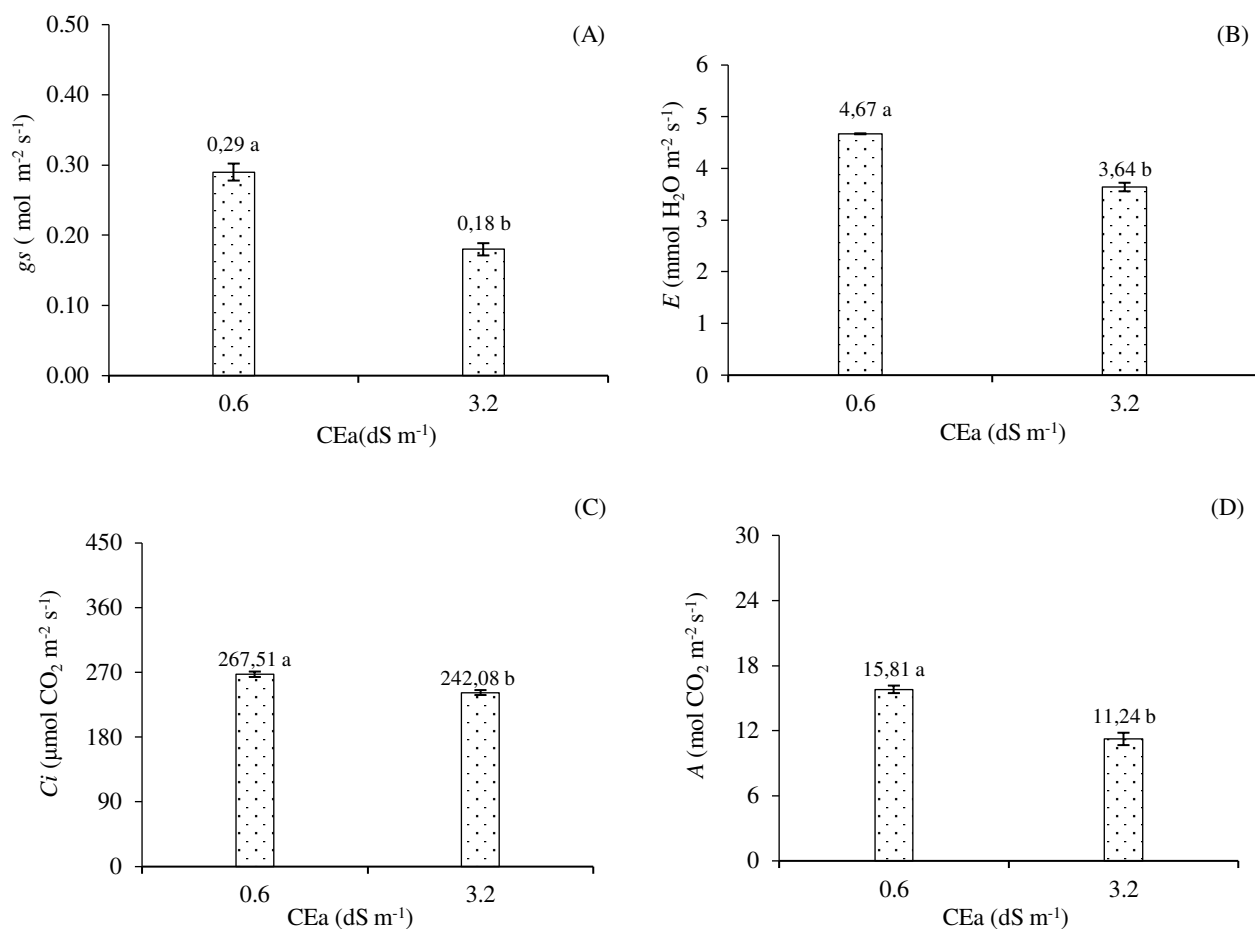 (A)
0.50
0.40
0.30
0.20
0.10
0.00
gs ( mol m-2 s-1)
0,29 a
0,18 b
0.6 3.2
CEa(dS m-1)
(B)
6
5
4
3
2
1
0
E (mmol H2O m-2 s-1)
4,67 a
3,64 b
0.6 3.2
CEa (dS m-1)
(C)
450
360
270
180
90
0
Ci (µmol CO2 m-2 s-1)
267,51 a
242,08 b
0.6 3.2
CEa (dS m-1)
(D)
30
24
18
12
6
0
A (mol CO2 m-2 s-1)
15,81 a
11,24 b
0.6 3.2
CEa (dS m-1)